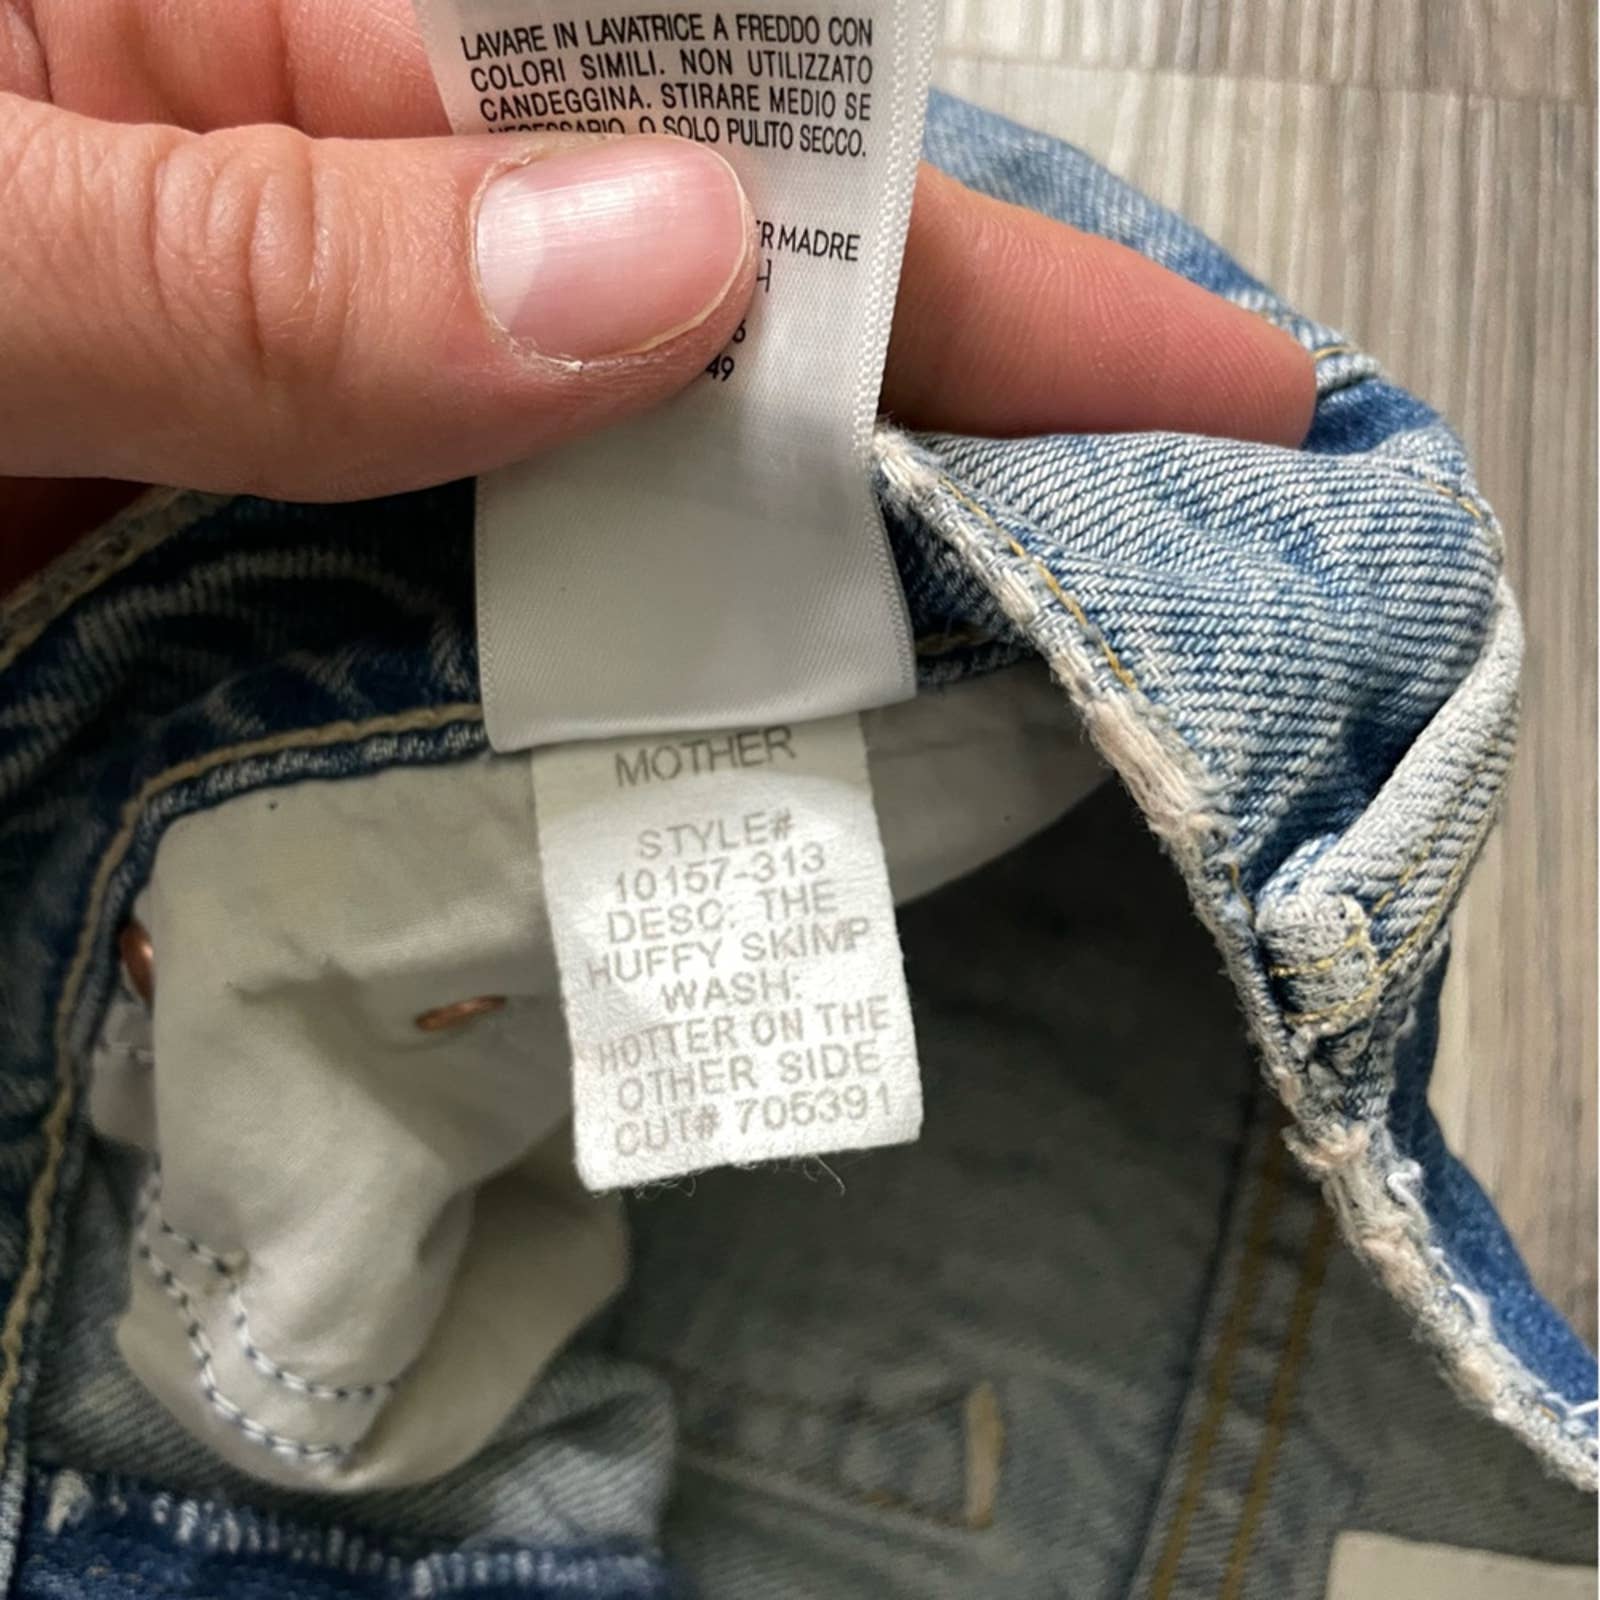 LAVARE IN LAVATRICE A FREDDO CON
COLORI SIMILI. NON UTILIZZATO
CANDEGGINA. STIRARE MEDIO SE
NECESSARIO. O SOLO PULITO SECCO.
MADRE
49
MOTHER
STYLE#
10157-313
DESC: THE
HUFFY SKIMP
WASH:
HOTTER ON THE
OTHER SIDE
CUT# 705391